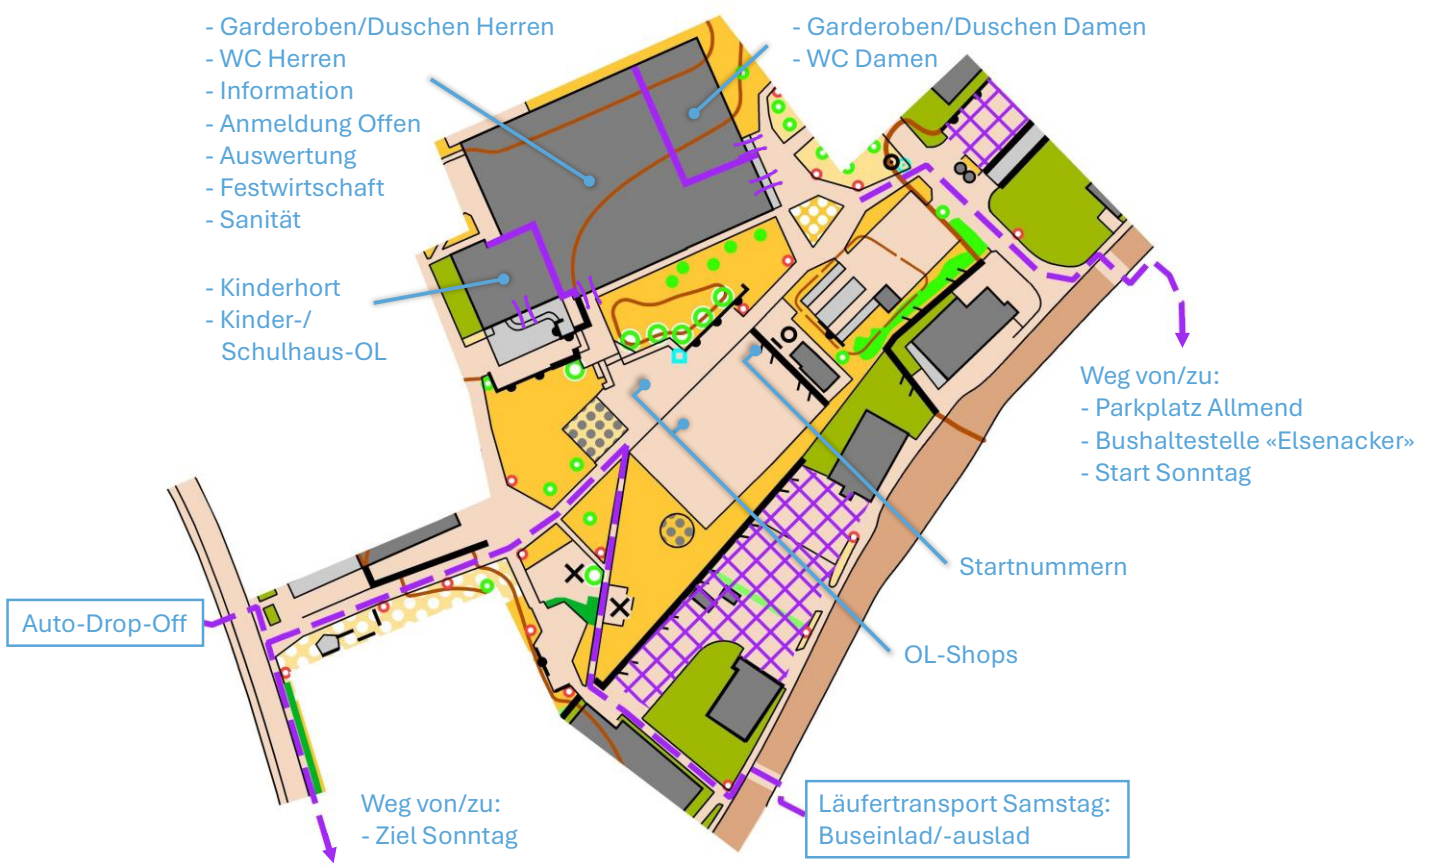 - Garderoben/Duschen Herren
- WC Herren
- Information
- Anmeldung Offen
- Auswertung
- Festwirtschaft
- Sanität
- Garderoben/Duschen Damen
- WC Damen
- Kinderhort
- Kinder-/
Schulhaus-OL
Weg von/zu:
- Parkplatz Allmend
- Bushaltestelle «Elsenacker»
- Start Sonntag
Startnummern
OL-Shops
Auto-Drop-Off
Weg von/zu:
- Ziel Sonntag
Läufertransport Samstag:
Buseinlad/-auslad